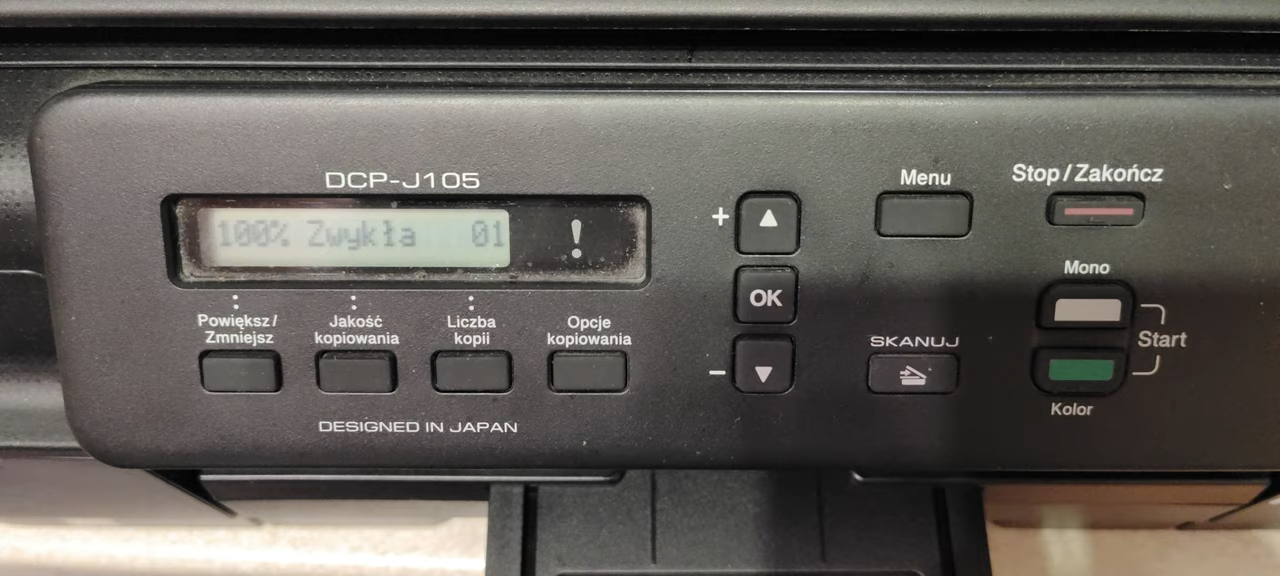 DCP-J105
100% Zwykła 01
!
Powiększ/
Zmniejsz
Jakość
kopiowania
Liczba
kopii
Opcje
kopiowania
DESIGNED IN JAPAN
+
OK
-
Menu
SKANUJ
Stop/Zakończ
Mono
Start
Kolor